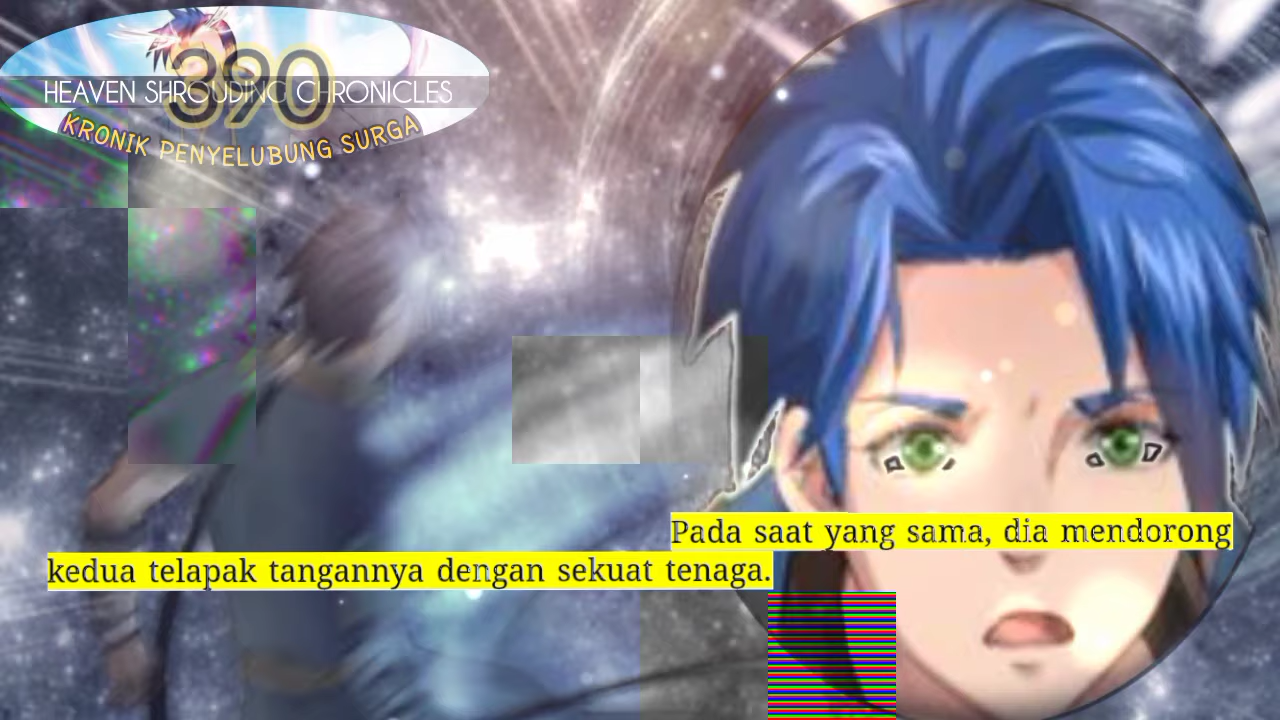 390
HEAVEN SHROUDING CHRONICLES
KRONIK PENYELUBUNG SURGA
Pada saat yang sama, dia mendorong
kedua telapak tangannya dengan sekuat tenaga.